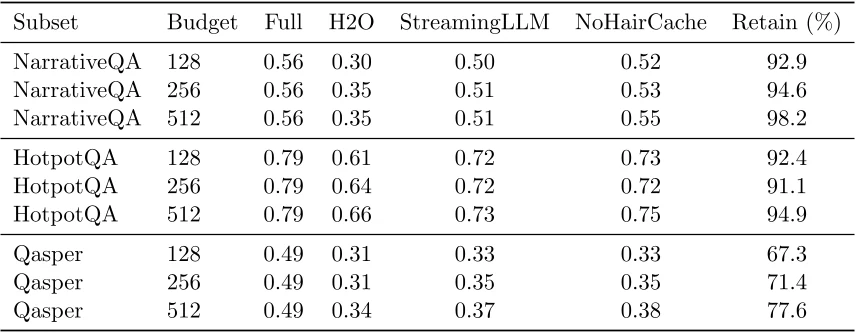 Subset Budget Full H2O StreamingLLM NoHairCache Retain (%)
NarrativeQA 128 0.56 0.30 0.50 0.52 92.9
NarrativeQA 256 0.56 0.35 0.51 0.53 94.6
NarrativeQA 512 0.56 0.35 0.51 0.55 98.2
HotpotQA 128 0.79 0.61 0.72 0.73 92.4
HotpotQA 256 0.79 0.64 0.72 0.72 91.1
HotpotQA 512 0.79 0.66 0.73 0.75 94.9
Qasper 128 0.49 0.31 0.33 0.33 67.3
Qasper 256 0.49 0.31 0.35 0.35 71.4
Qasper 512 0.49 0.34 0.37 0.38 77.6